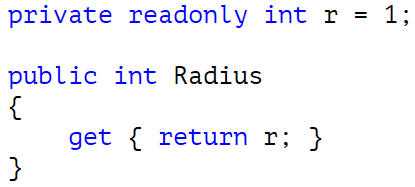 private readonly int r = 1;
public int Radius
{
    get { return r; }
}